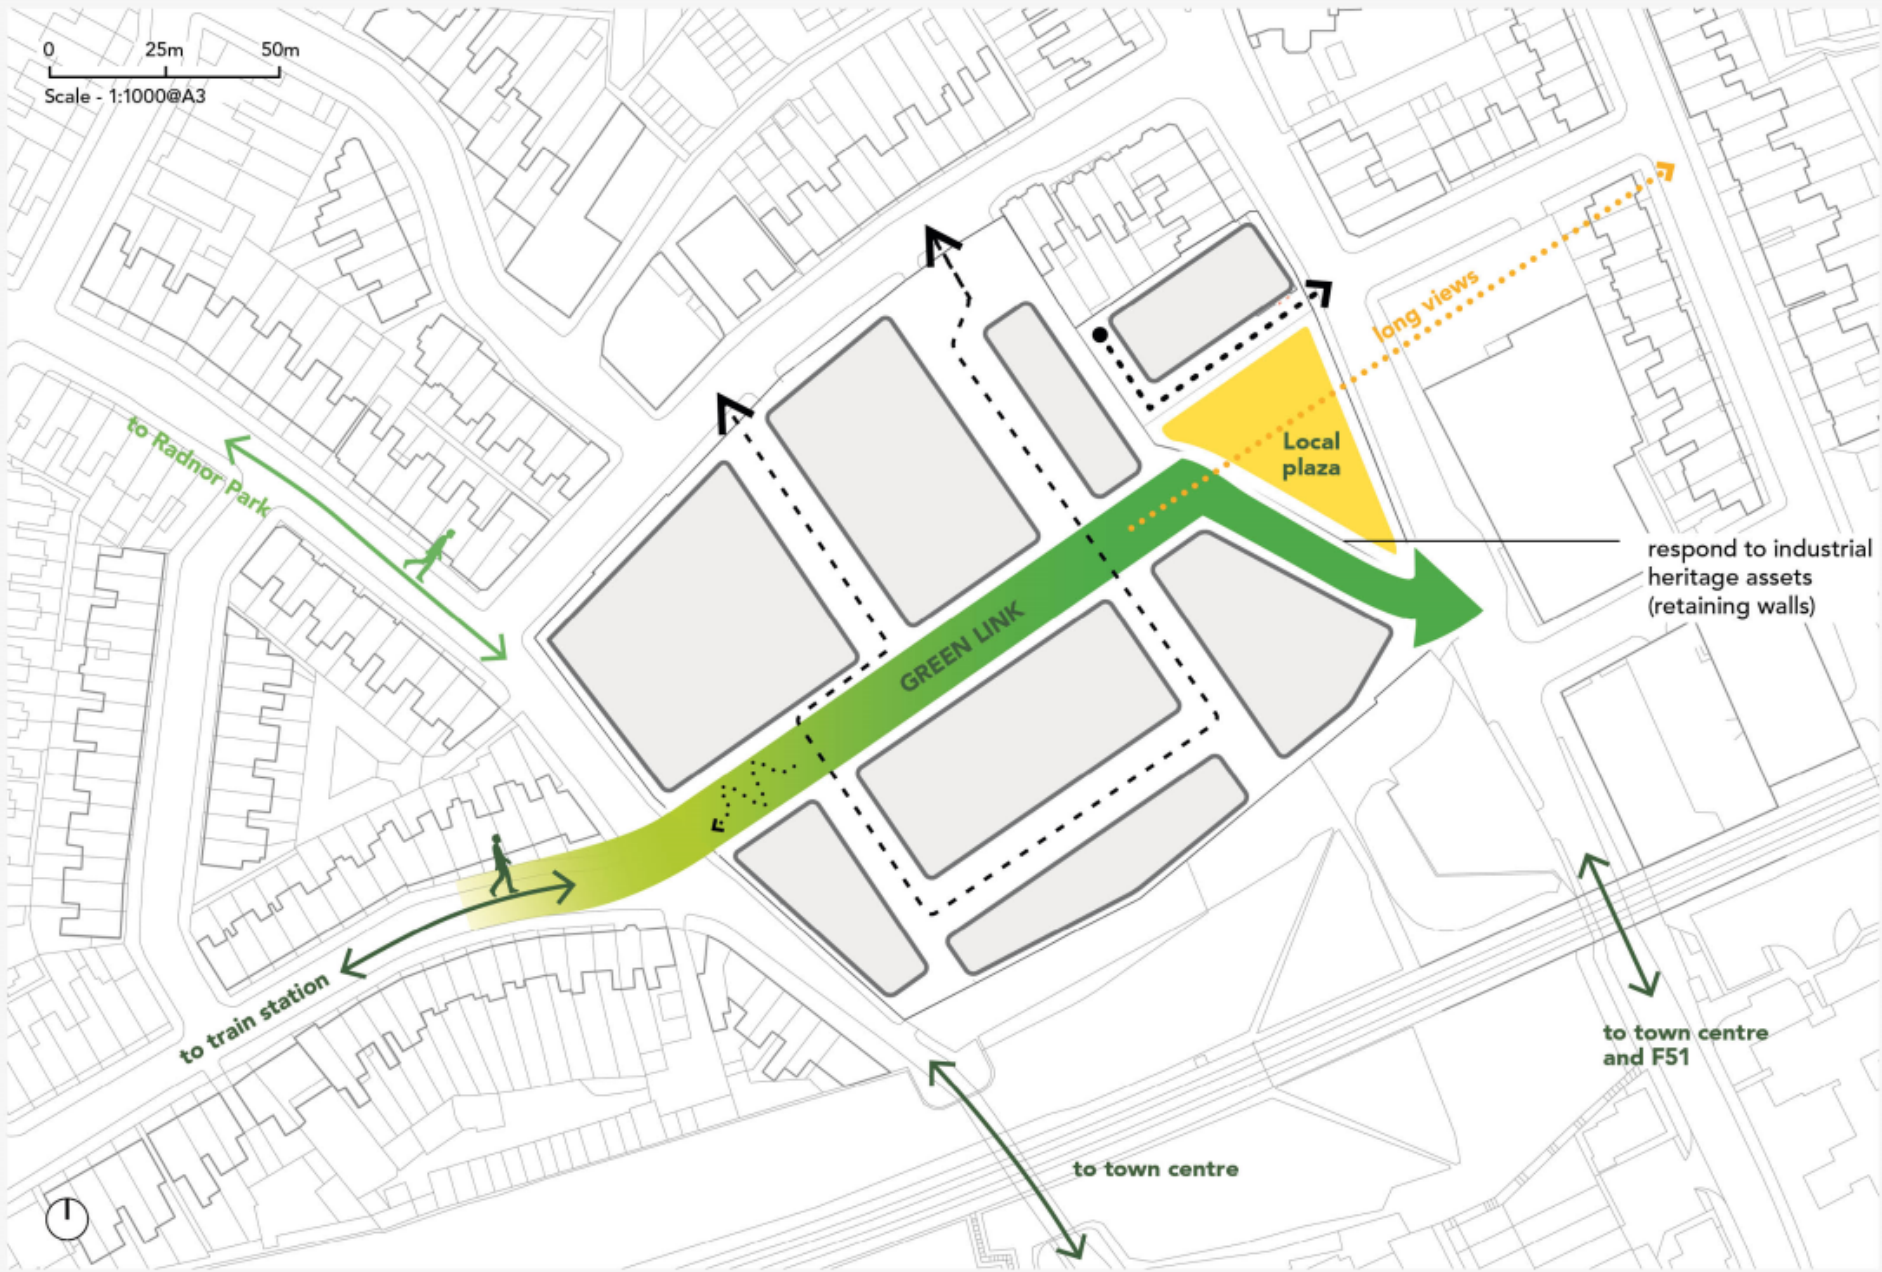 0 25m 50m
Scale - 1:1000@A3
to Radnor Park
long views
Local
plaza
GREEN LINK
respond to industrial
heritage assets
(retaining walls)
to train station
to town centre
and F51
to town centre